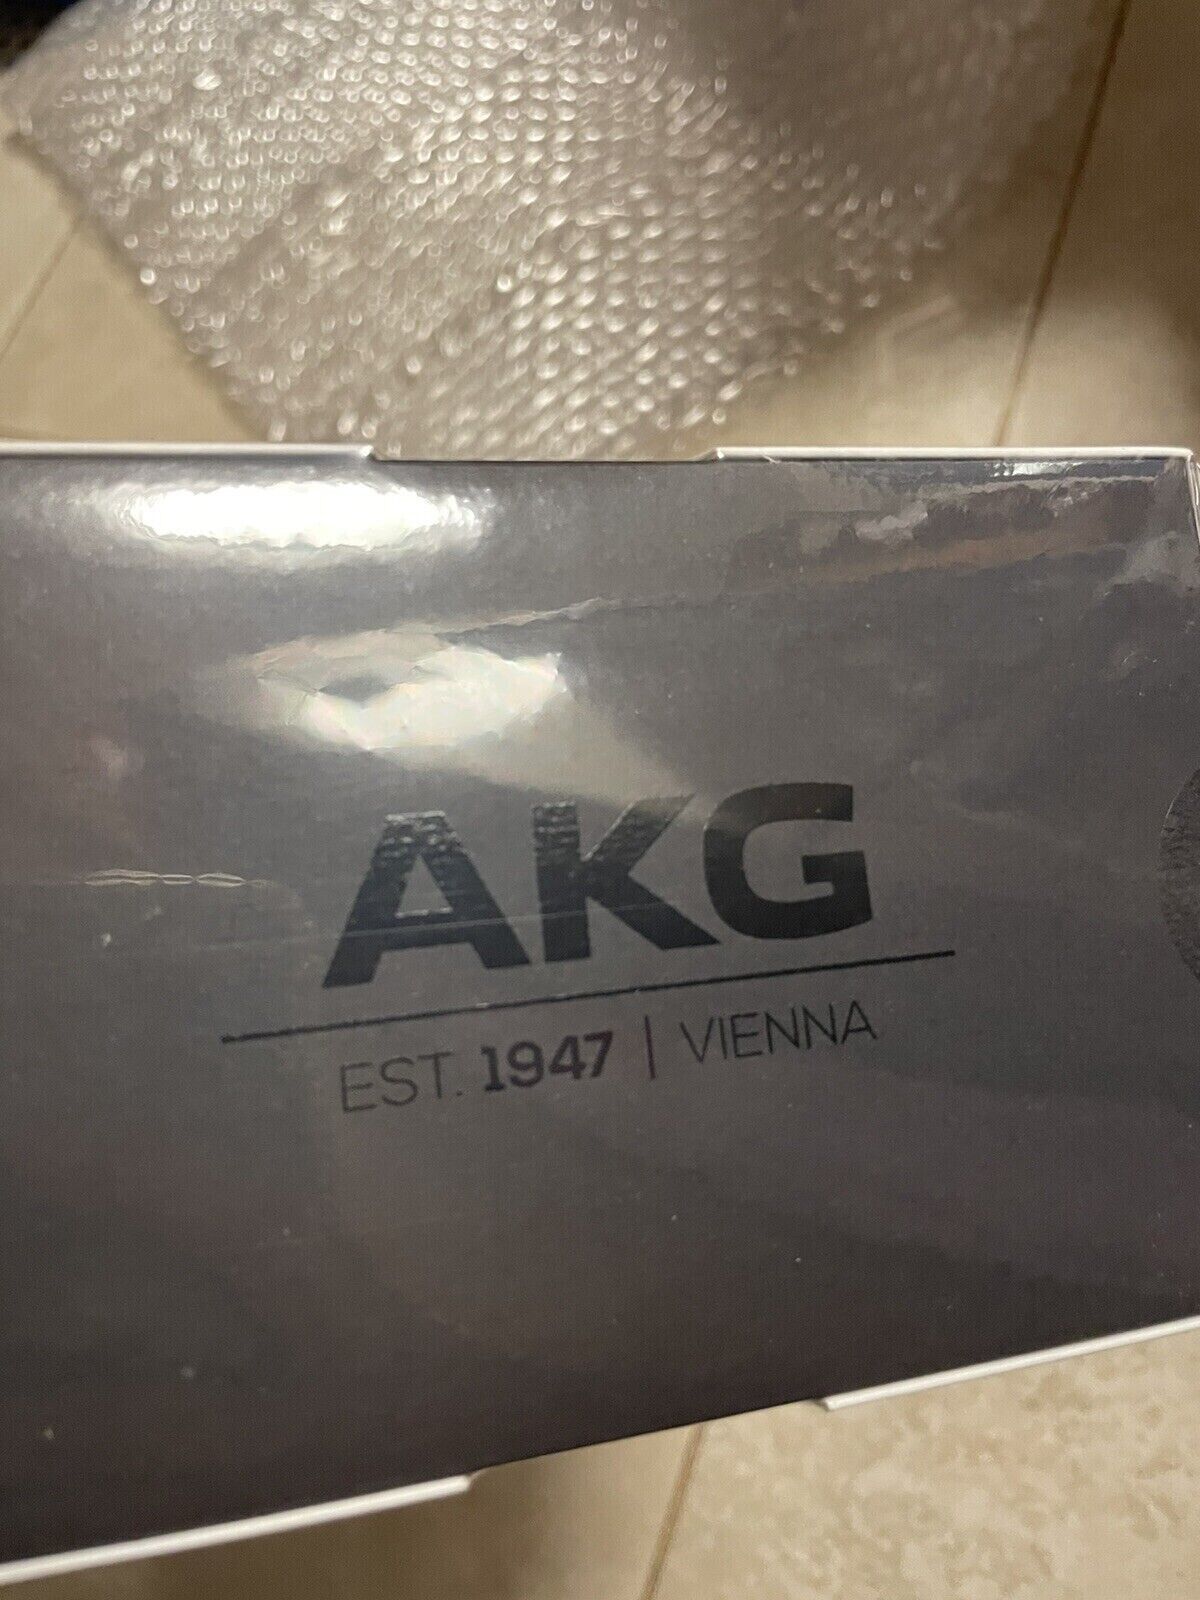 AKG
EST. 1947 | VIENNA